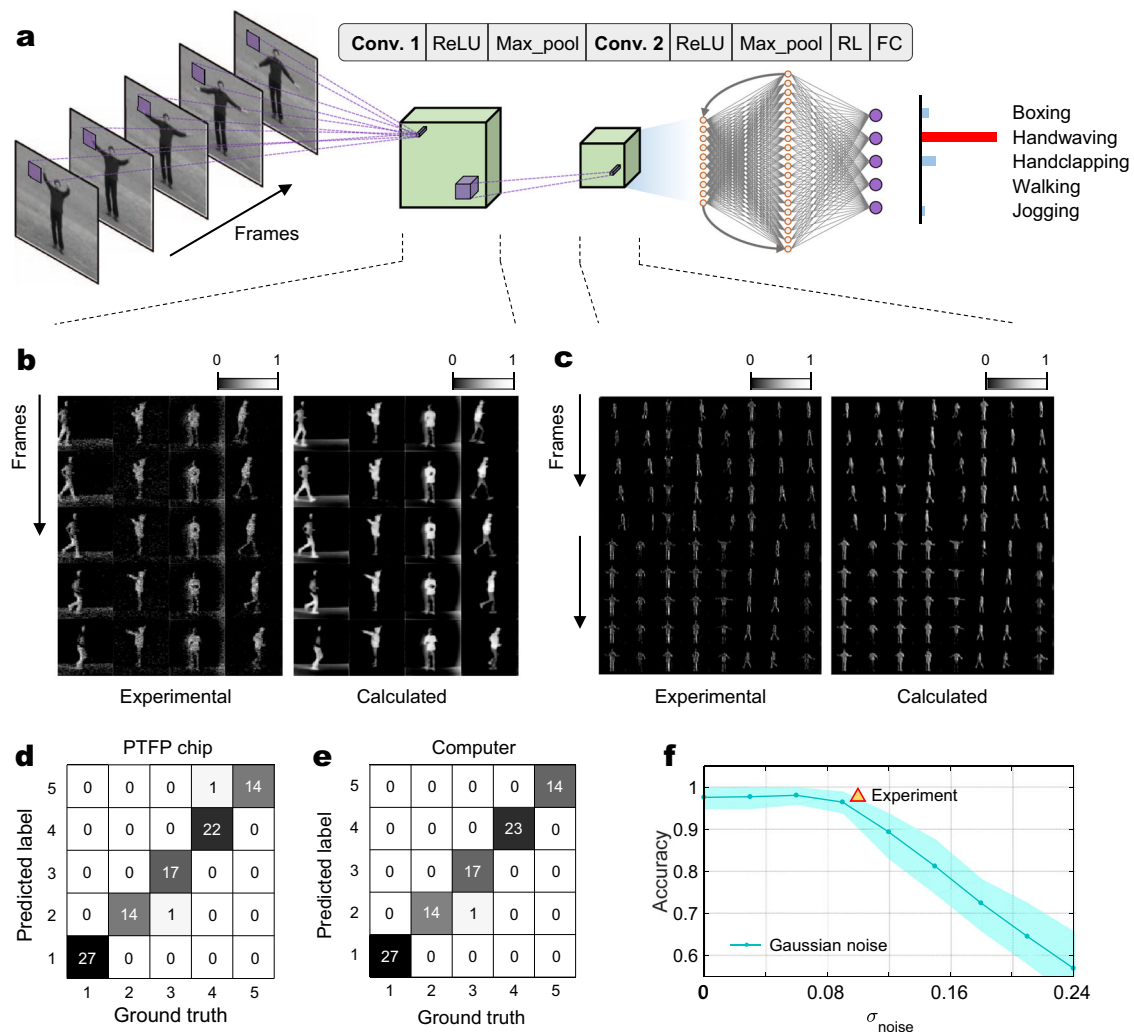 a
Conv. 1 ReLU Max_pool Conv. 2 ReLU Max_pool RL FC
Frames
Boxing
Handwaving
Handclapping
Walking
Jogging
b
0 1
0 1
Frames
Experimental
Calculated
c
0 1
0 1
Frames
Experimental
Calculated
d
PTFP chip
Predicted label
5 0 0 0 1 14
4 0 0 0 22 0
3 0 0 17 0 0
2 0 14 1 0 0
1 27 0 0 0 0
1 2 3 4 5
Ground truth
e
Computer
Predicted label
5 0 0 0 0 14
4 0 0 0 23 0
3 0 0 17 0 0
2 0 14 1 0 0
1 27 0 0 0 0
1 2 3 4 5
Ground truth
f
Accuracy
1
0.9
0.8
0.7
0.6
Experiment
Gaussian noise
0 0.08 0.16 0.24
σnoise